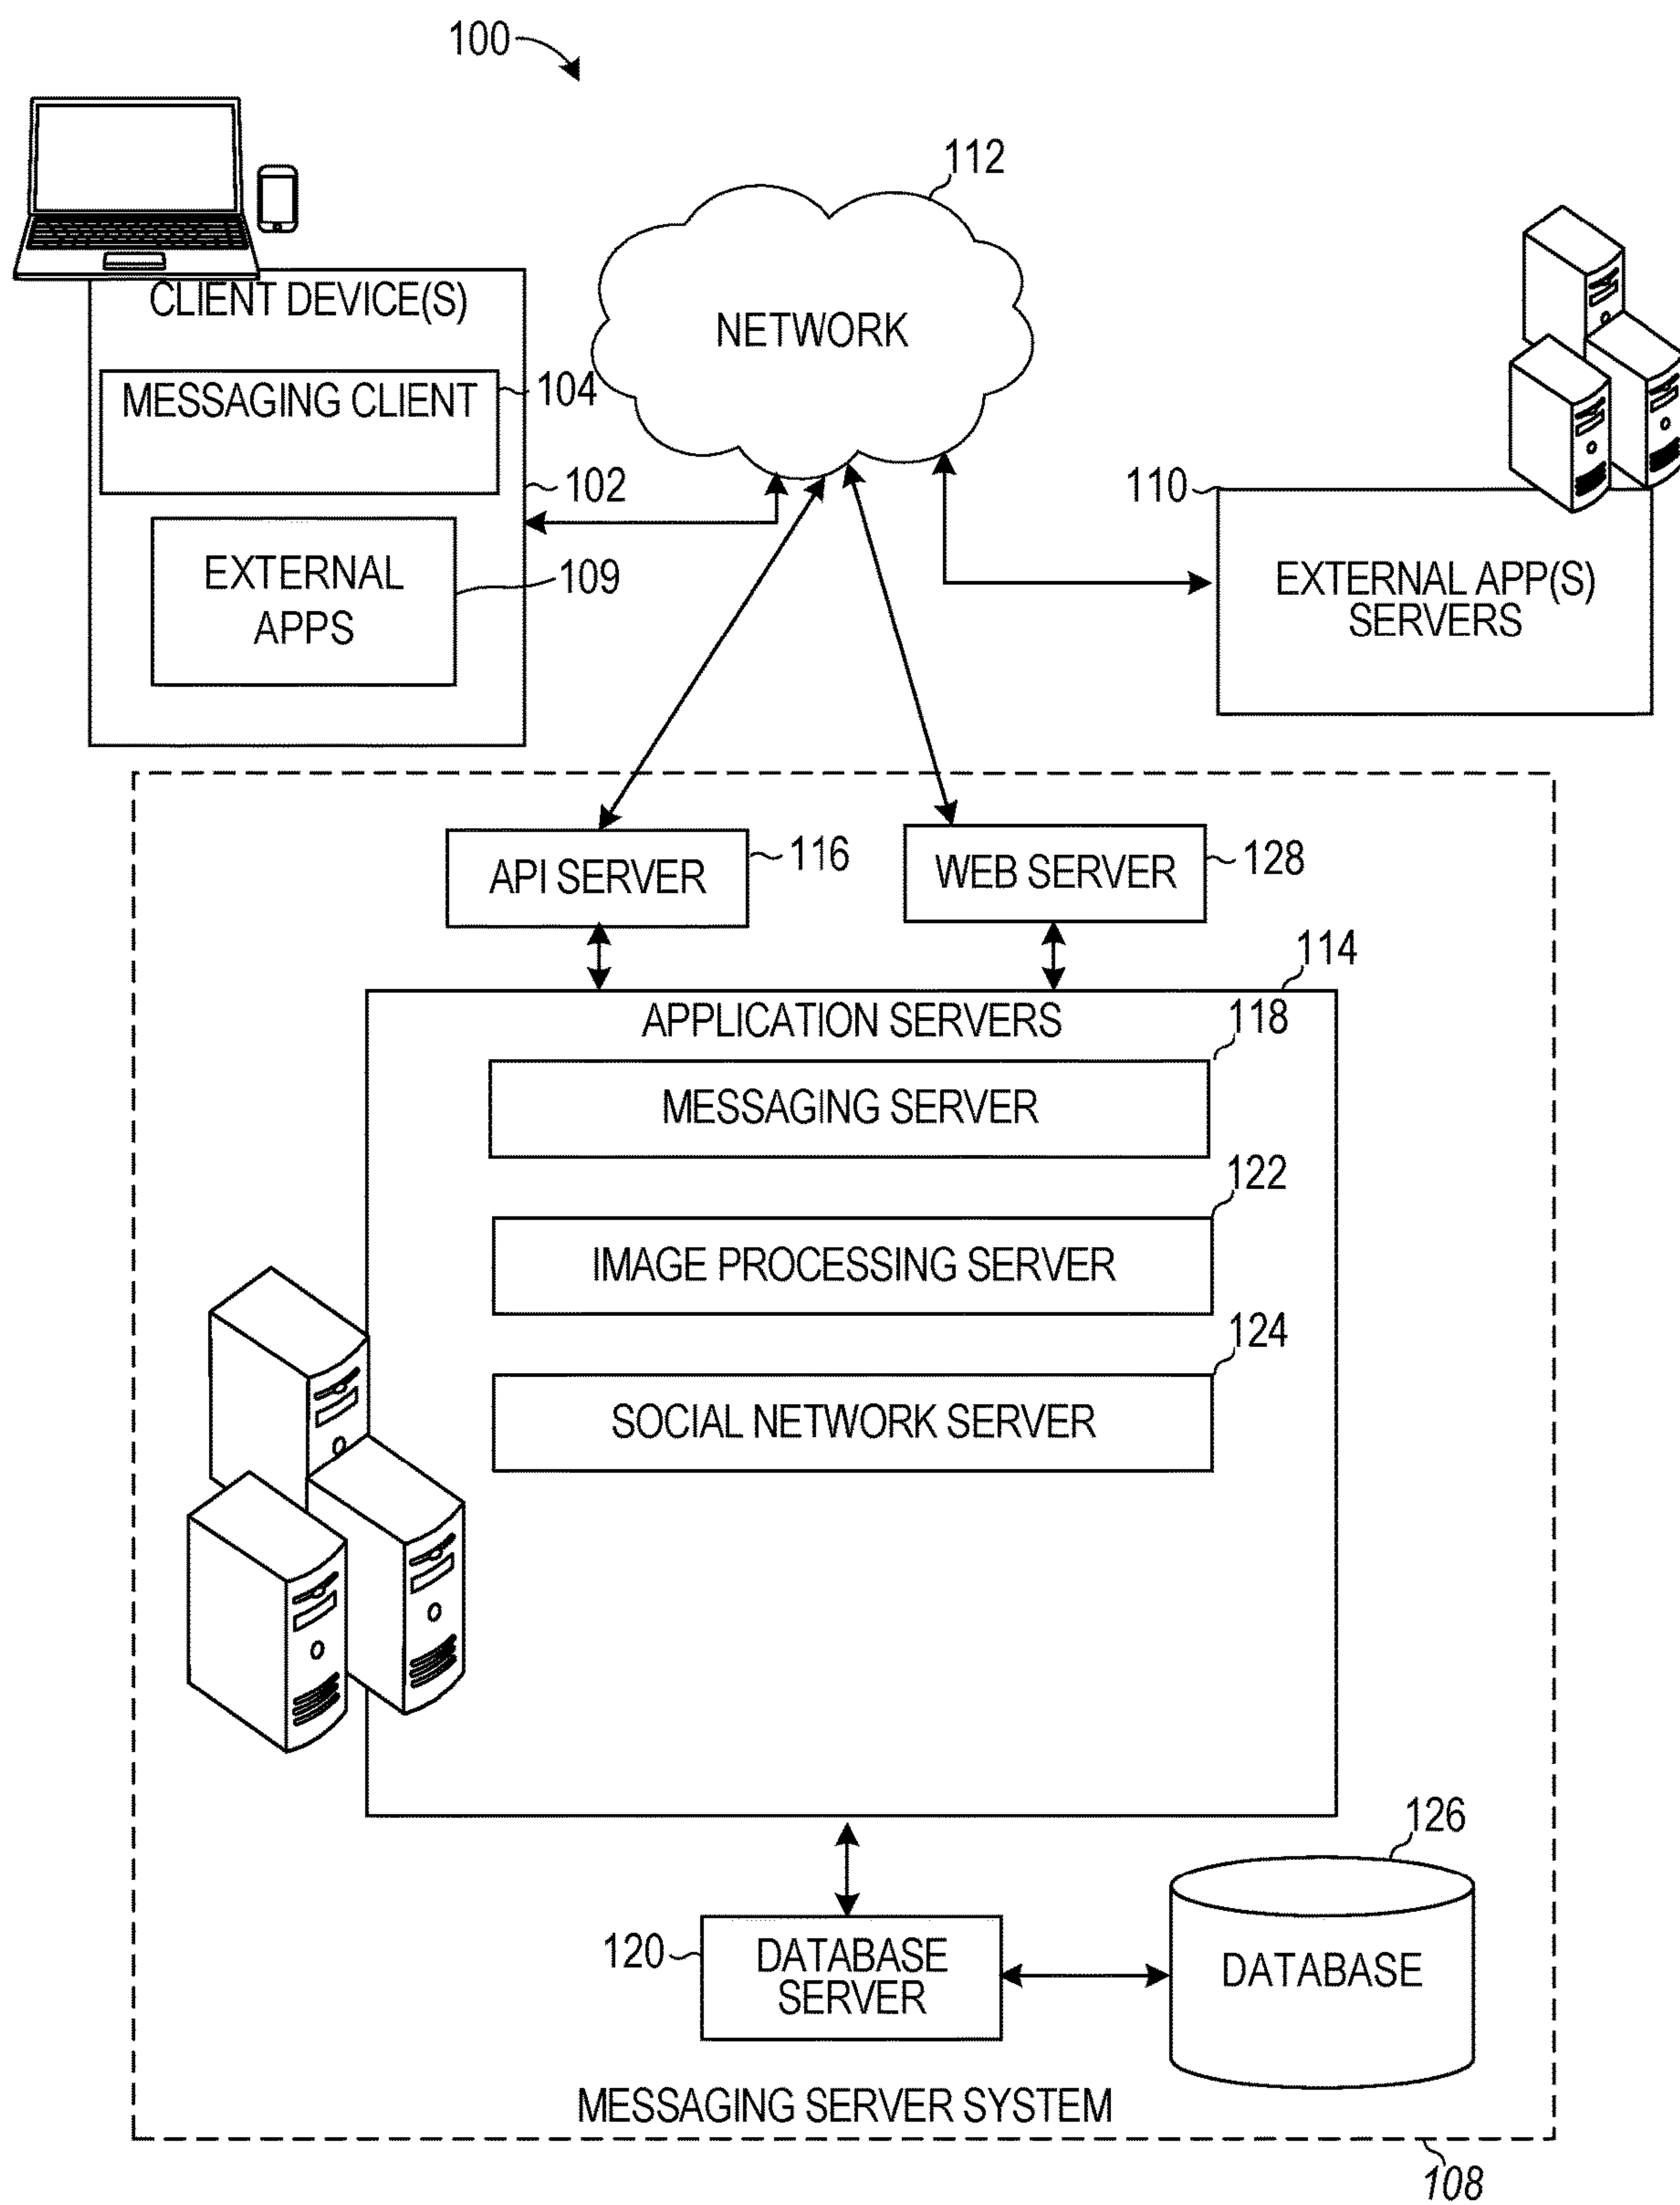 100
112
CLIENT DEVICE(S)
NETWORK
MESSAGING CLIENT
104
102
110
EXTERNAL
APPS
109
EXTERNAL APP(S)
SERVERS
API SERVER
116
WEB SERVER
128
114
APPLICATION SERVERS
118
MESSAGING SERVER
122
IMAGE PROCESSING SERVER
124
SOCIAL NETWORK SERVER
126
120
DATABASE
SERVER
DATABASE
MESSAGING SERVER SYSTEM
108